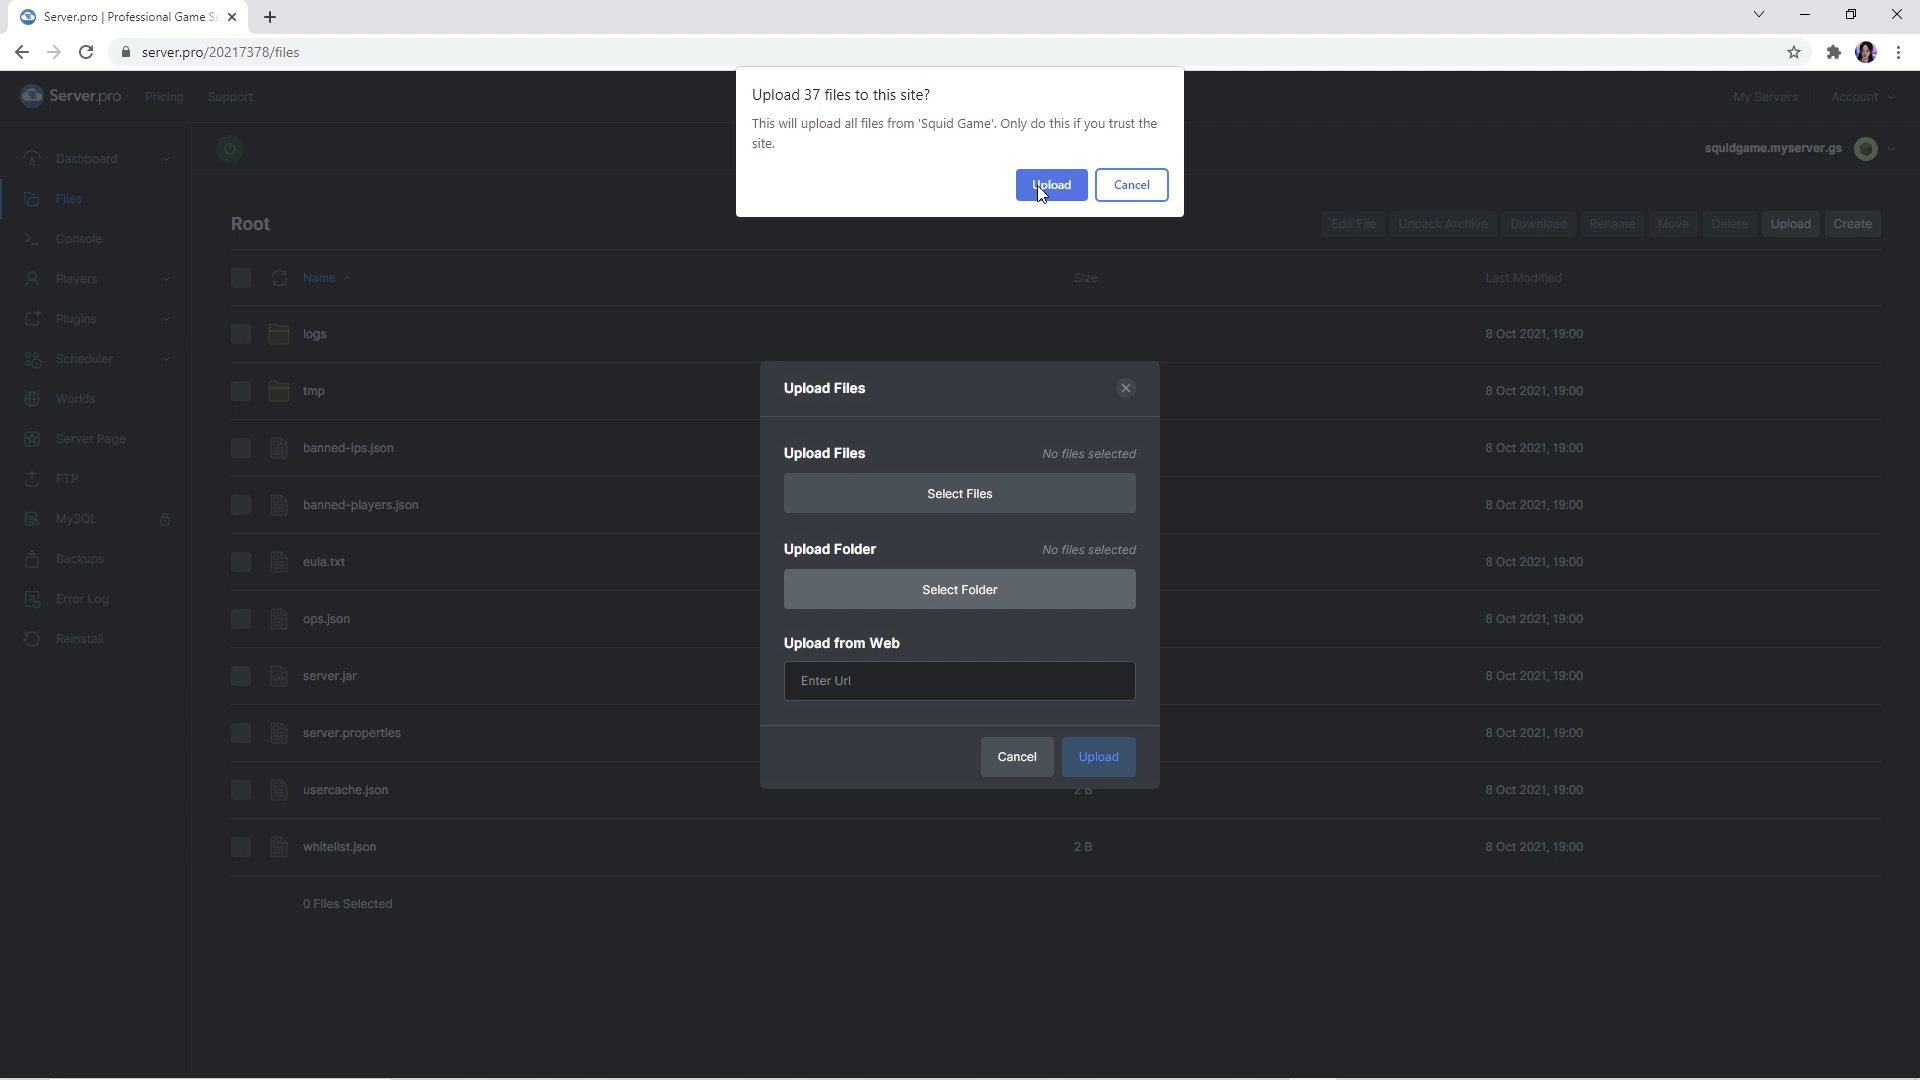 Server.pro | Professional Game Se
server.pro/20217378/files
Upload 37 files to this site?
This will upload all files from 'Squid Game'. Only do this if you trust the
site.
Upload
Cancel
Server.pro
Pricing
Support
My Servers
Account
squidgame.myserver.gs
Dashboard
Files
Console
Players
Plugins
Scheduler
Worlds
Server Page
FTP
MySQL
Backups
Error Log
Reinstall
Root
Edit File
Unpack Archive
Download
Rename
Move
Delete
Upload
Create
Name
Size
Last Modified
logs
8 Oct 2021, 19:00
tmp
8 Oct 2021, 19:00
banned-ips.json
8 Oct 2021, 19:00
banned-players.json
8 Oct 2021, 19:00
eula.txt
8 Oct 2021, 19:00
ops.json
8 Oct 2021, 19:00
server.jar
8 Oct 2021, 19:00
server.properties
8 Oct 2021, 19:00
usercache.json
2 B
8 Oct 2021, 19:00
whitelist.json
2 B
8 Oct 2021, 19:00
0 Files Selected
Upload Files
Upload Files
No files selected
Select Files
Upload Folder
No files selected
Select Folder
Upload from Web
Enter Url
Cancel
Upload